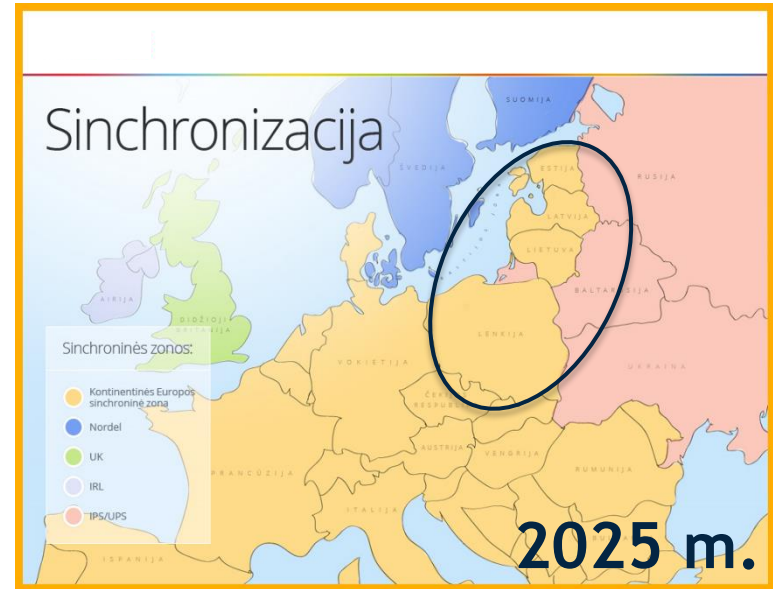 Sinchronizacija
SUOMIJA
ŠVEDIJA
ESTIJA
RUSIJA
LATVIJA
LIETUVA
BALTARUSIJA
AIRIJA
DIDŽIOJI
BRITANIJA
LENKIJA
VOKIETIJA
UKRAINA
ČEKIJOS
RESPUBLIKA
AUSTRIJA
VENGRIJA
RUMUNIJA
PRANCŪZIJA
ITALIJA
ISPANIJA
Sinchroninės zonos:
Kontinentinės Europos
sinchroninė zona
Nordel
UK
IRL
IPS/UPS
2025 m.